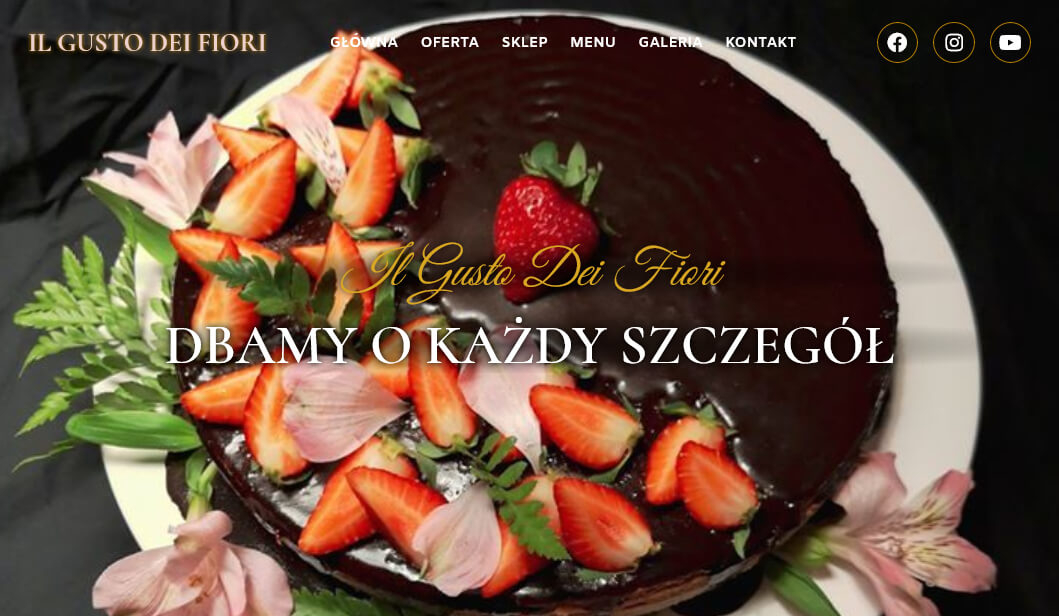 IL GUSTO DEI FIORI
GŁÓWNA OFERTA SKLEP MENU GALERIA KONTAKT
Il Gusto Dei Fiori
DBAMY O KAŻDY SZCZEGÓŁ